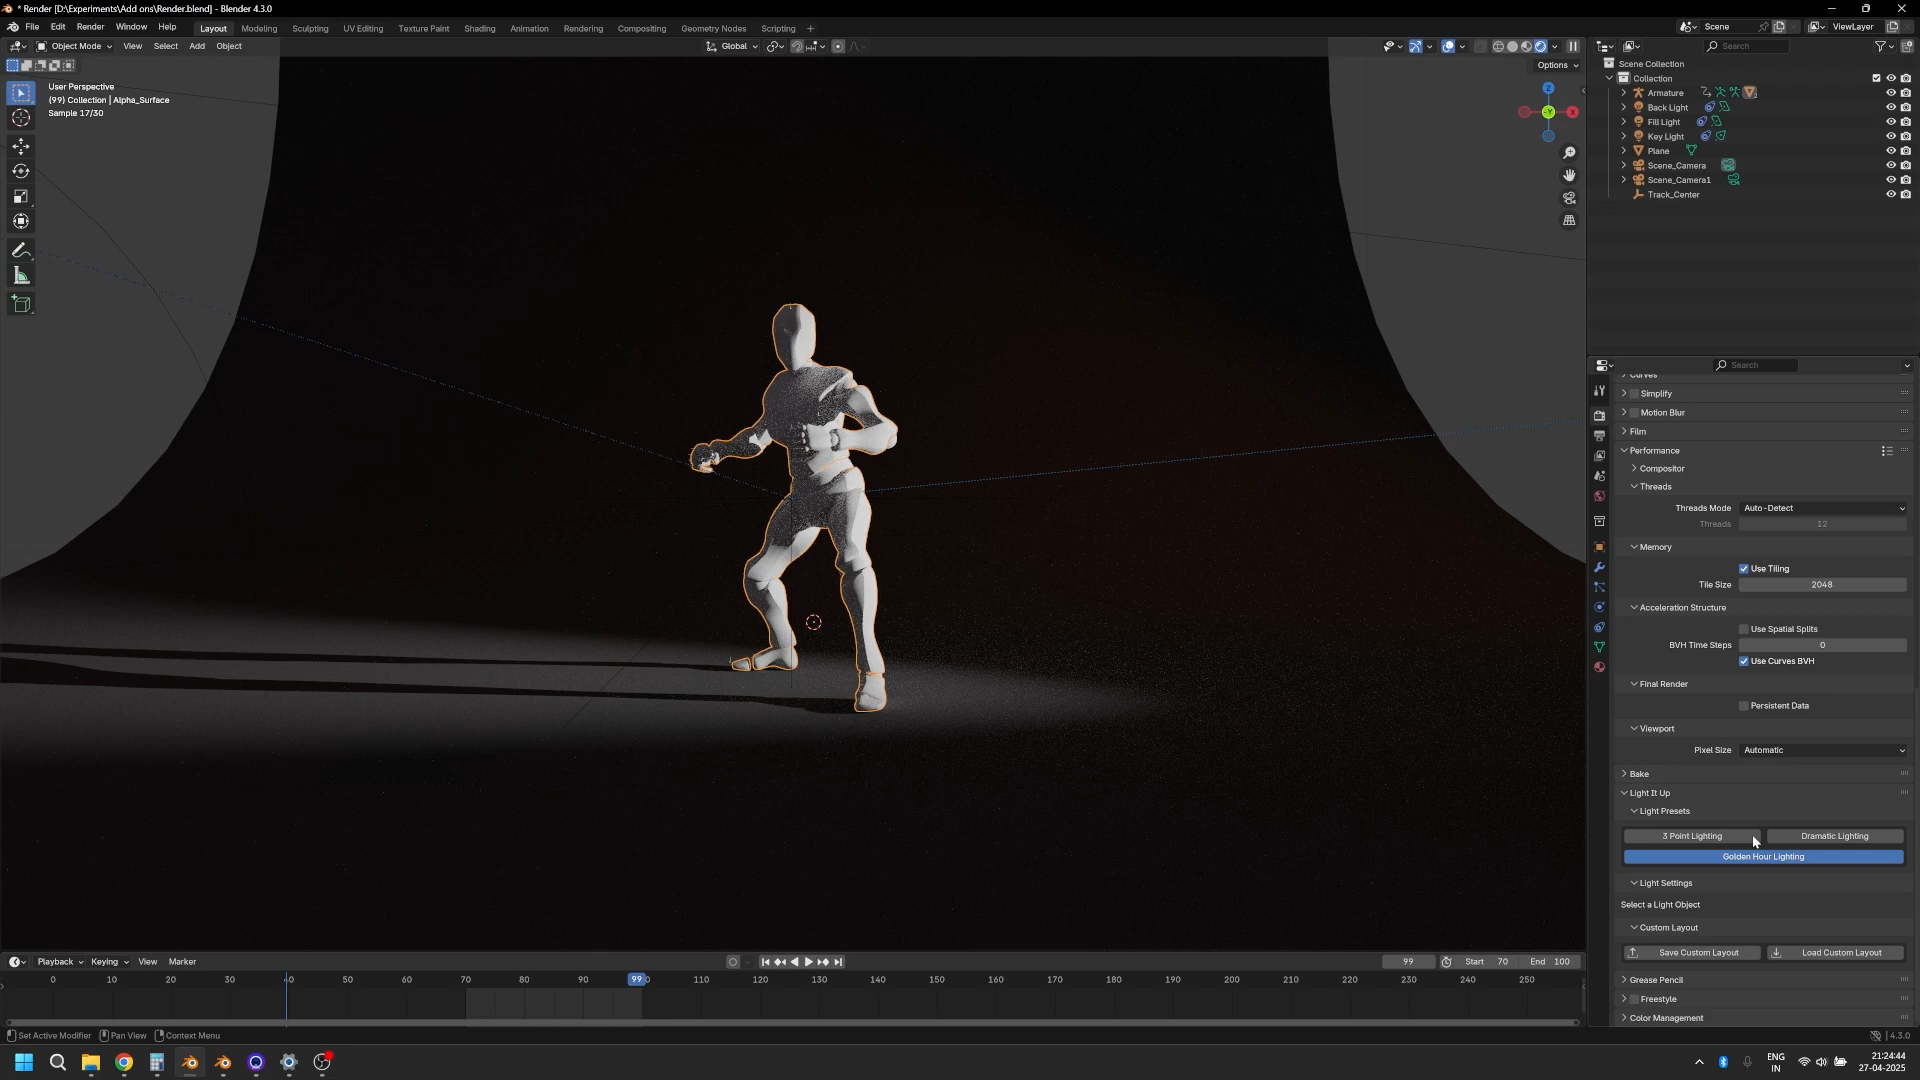 * Render [D:\Experiments\Add ons\Render.blend] - Blender 4.3.0
File Edit Render Window Help
Layout Modeling Sculpting UV Editing Texture Paint Shading Animation Rendering Compositing Geometry Nodes Scripting +
Scene
ViewLayer
Object Mode View Select Add Object
Global
Search
Options
User Perspective
(99) Collection | Alpha_Surface
Sample 17/30
Z
-Y
X
Scene Collection
Collection
Armature
Back Light
Fill Light
Key Light
Plane
Scene_Camera
Scene_Camera1
Track_Center
Search
Curves
Simplify
Motion Blur
Film
Performance
Compositor
Threads
Threads Mode Auto-Detect
Threads 12
Memory
Use Tiling
Tile Size 2048
Acceleration Structure
Use Spatial Splits
BVH Time Steps 0
Use Curves BVH
Final Render
Persistent Data
Viewport
Pixel Size Automatic
Bake
Light It Up
Light Presets
3 Point Lighting Dramatic Lighting
Golden Hour Lighting
Light Settings
Select a Light Object
Custom Layout
Save Custom Layout Load Custom Layout
Grease Pencil
Freestyle
Color Management
Playback Keying View Marker
99 Start 70 End 100
0 10 20 30 40 50 60 70 80 90 99 110 120 130 140 150 160 170 180 190 200 210 220 230 240 250
Set Active Modifier Pan View Context Menu
4.3.0
ENG
IN
21:24:44
27-04-2025